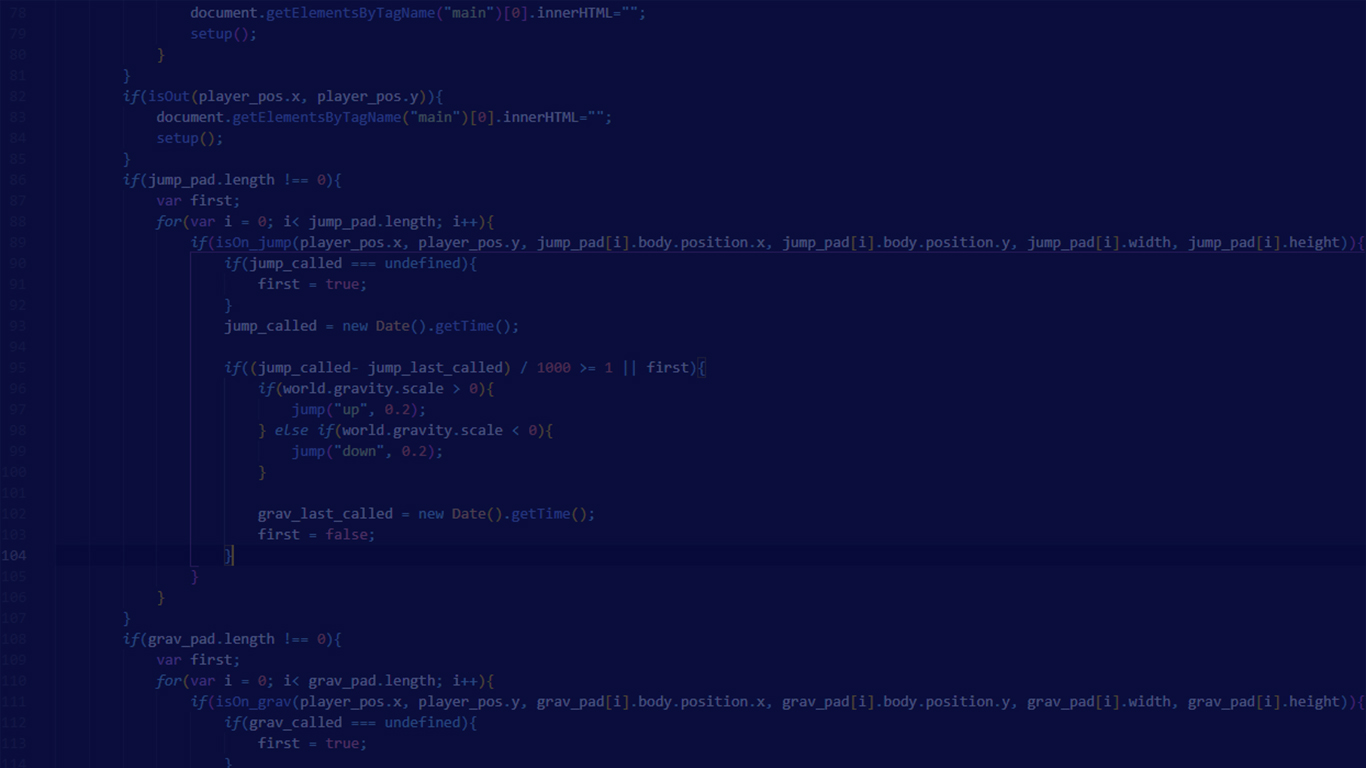 78 document.getElementsByTagName("main")[0].innerHTML="";
79 setup();
80 }
81 }
82 if(isOut(player_pos.x, player_pos.y)){
83 document.getElementsByTagName("main")[0].innerHTML="";
84 setup();
85 }
86 if(jump_pad.length !== 0){
87 var first;
88 for(var i = 0; i< jump_pad.length; i++){
89 if(isOn_jump(player_pos.x, player_pos.y, jump_pad[i].body.position.x, jump_pad[i].body.position.y, jump_pad[i].width, jump_pad[i].height)){
90 if(jump_called === undefined){
91 first = true;
92 }
93 jump_called = new Date().getTime();
94
95 if((jump_called- jump_last_called) / 1000 >= 1 || first){
96 if(world.gravity.scale > 0){
97 jump("up", 0.2);
98 } else if(world.gravity.scale < 0){
99 jump("down", 0.2);
100 }
101
102 grav_last_called = new Date().getTime();
103 first = false;
104 }
105 }
106 }
107 }
108 if(grav_pad.length !== 0){
109 var first;
110 for(var i = 0; i< grav_pad.length; i++){
111 if(isOn_grav(player_pos.x, player_pos.y, grav_pad[i].body.position.x, grav_pad[i].body.position.y, grav_pad[i].width, grav_pad[i].height)){
112 if(grav_called === undefined){
113 first = true;
114 }